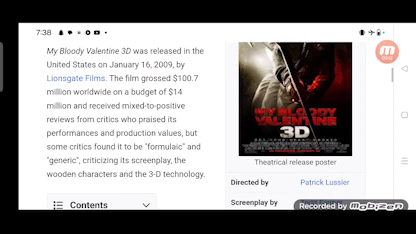 7:38
My Bloody Valentine 3D was released in the
United States on January 16, 2009, by
Lionsgate Films. The film grossed $100.7
million worldwide on a budget of $14
million and received mixed-to-positive
reviews from critics who praised its
performances and production values, but
some critics found it to be "formulaic" and
"generic", criticizing its screenplay, the
wooden characters and the 3-D technology.
Contents
MY BLOODY
VALENTINE
3D
Theatrical release poster
Directed by Patrick Lussier
Screenplay by
Recorded by mobizen